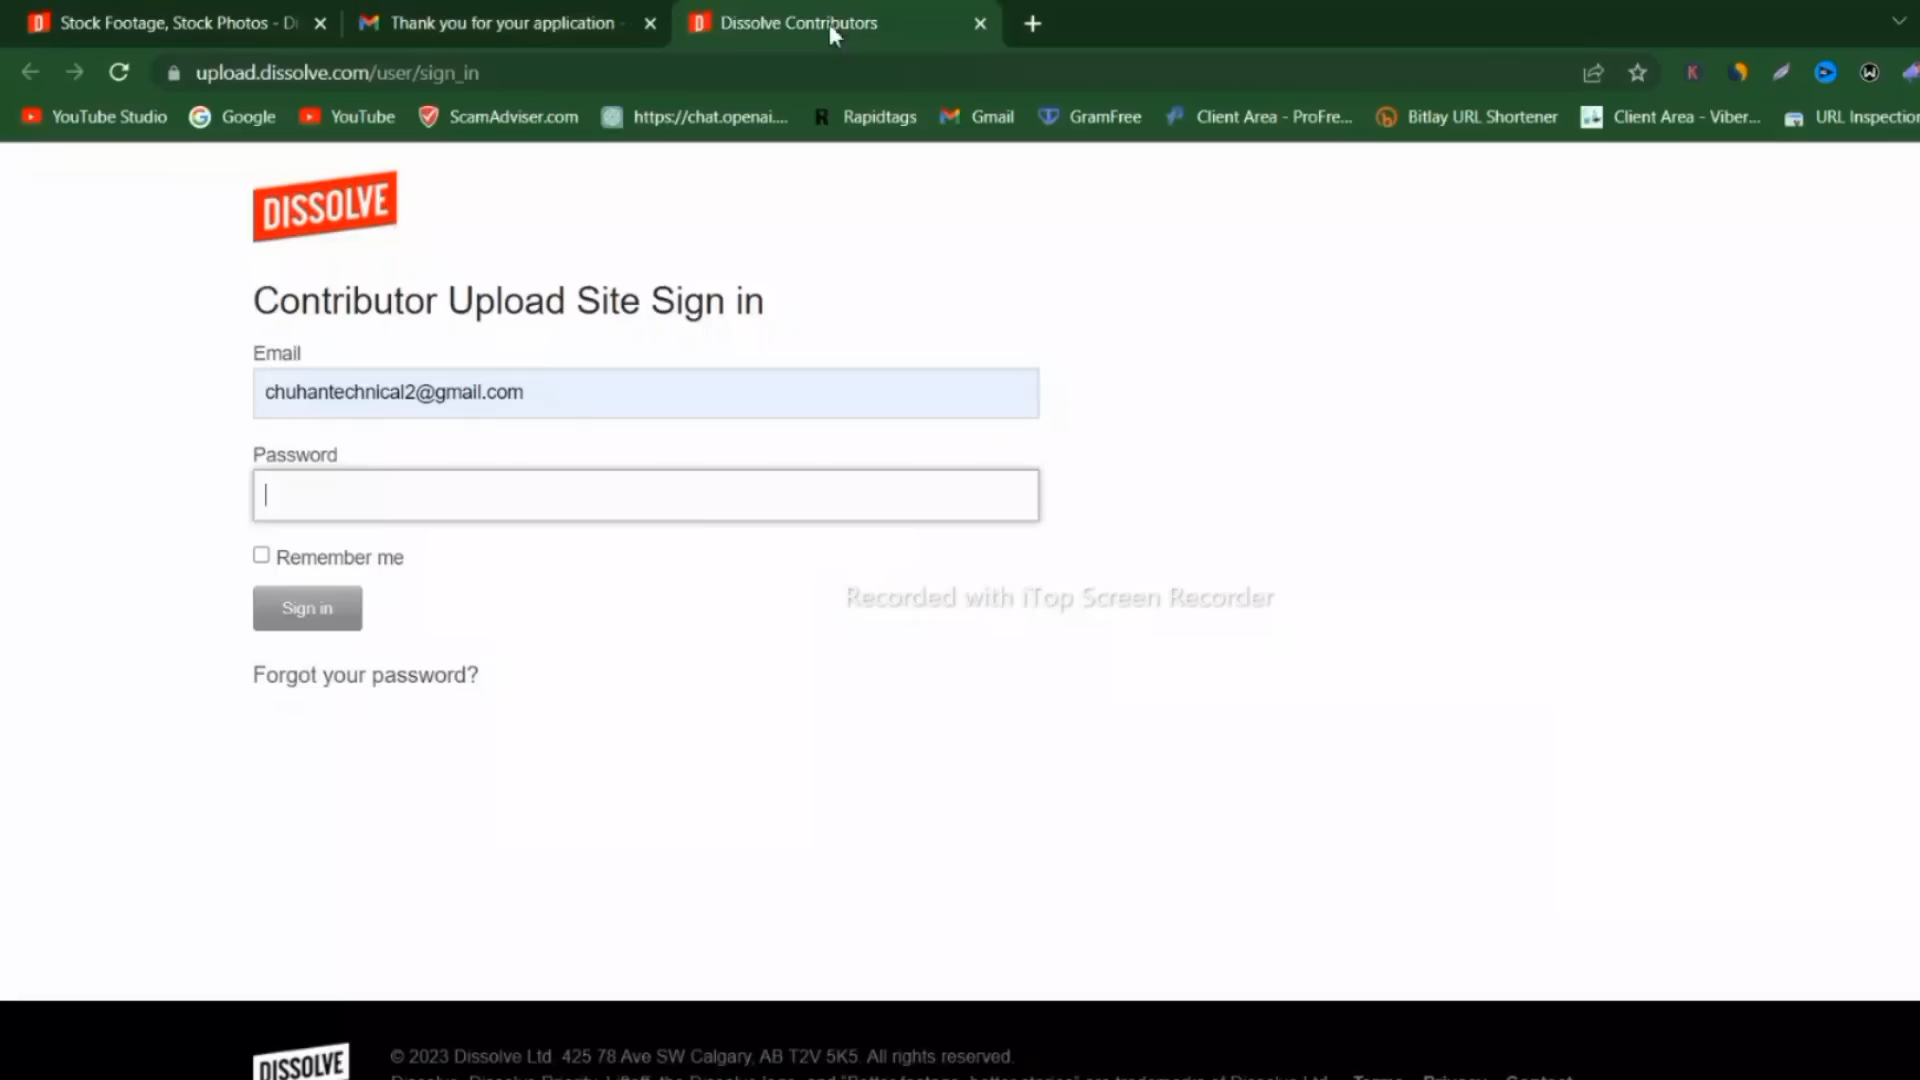 Stock Footage, Stock Photos - Di
Thank you for your application -
Dissolve Contributors
upload.dissolve.com/user/sign_in
YouTube Studio
Google
YouTube
ScamAdviser.com
https://chat.openai....
Rapidtags
Gmail
GramFree
Client Area - ProFre...
Bitlay URL Shortener
Client Area - Viber...
URL Inspection
DISSOLVE
Contributor Upload Site Sign in
Email
chuhantechnical2@gmail.com
Password
Remember me
Sign in
Recorded with iTop Screen Recorder
Forgot your password?
DISSOLVE
© 2023 Dissolve Ltd. 425 78 Ave SW Calgary, AB T2V 5K5. All rights reserved.